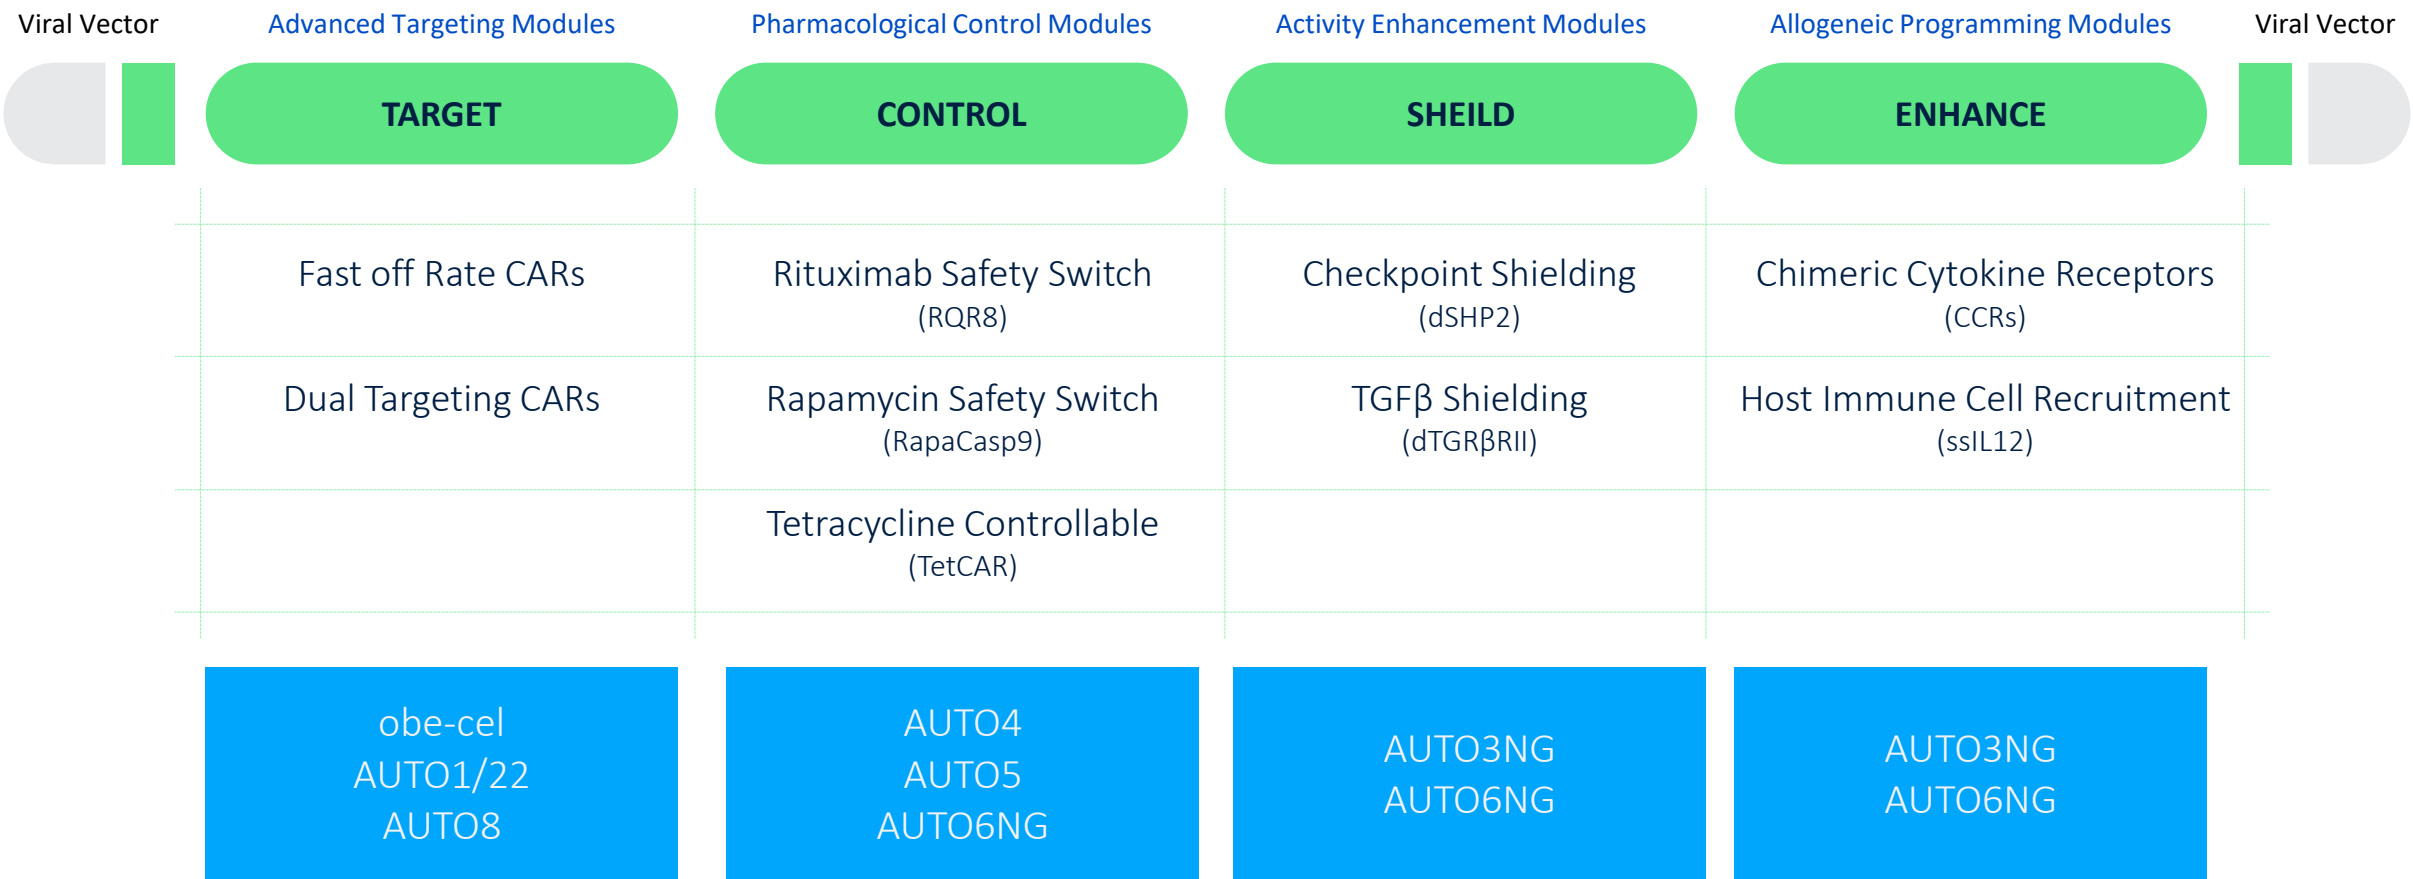 Viral Vector
Advanced Targeting Modules
Pharmacological Control Modules
Activity Enhancement Modules
Allogeneic Programming Modules
Viral Vector
TARGET
CONTROL
SHEILD
ENHANCE
Fast off Rate CARs
Rituximab Safety Switch
(RQR8)
Checkpoint Shielding
(dSHP2)
Chimeric Cytokine Receptors
(CCRs)
Dual Targeting CARs
Rapamycin Safety Switch
(RapaCasp9)
TGFβ Shielding
(dTGRβRII)
Host Immune Cell Recruitment
(ssIL12)
Tetracycline Controllable
(TetCAR)
obe-cel
AUTO1/22
AUTO8
AUTO4
AUTO5
AUTO6NG
AUTO3NG
AUTO6NG
AUTO3NG
AUTO6NG